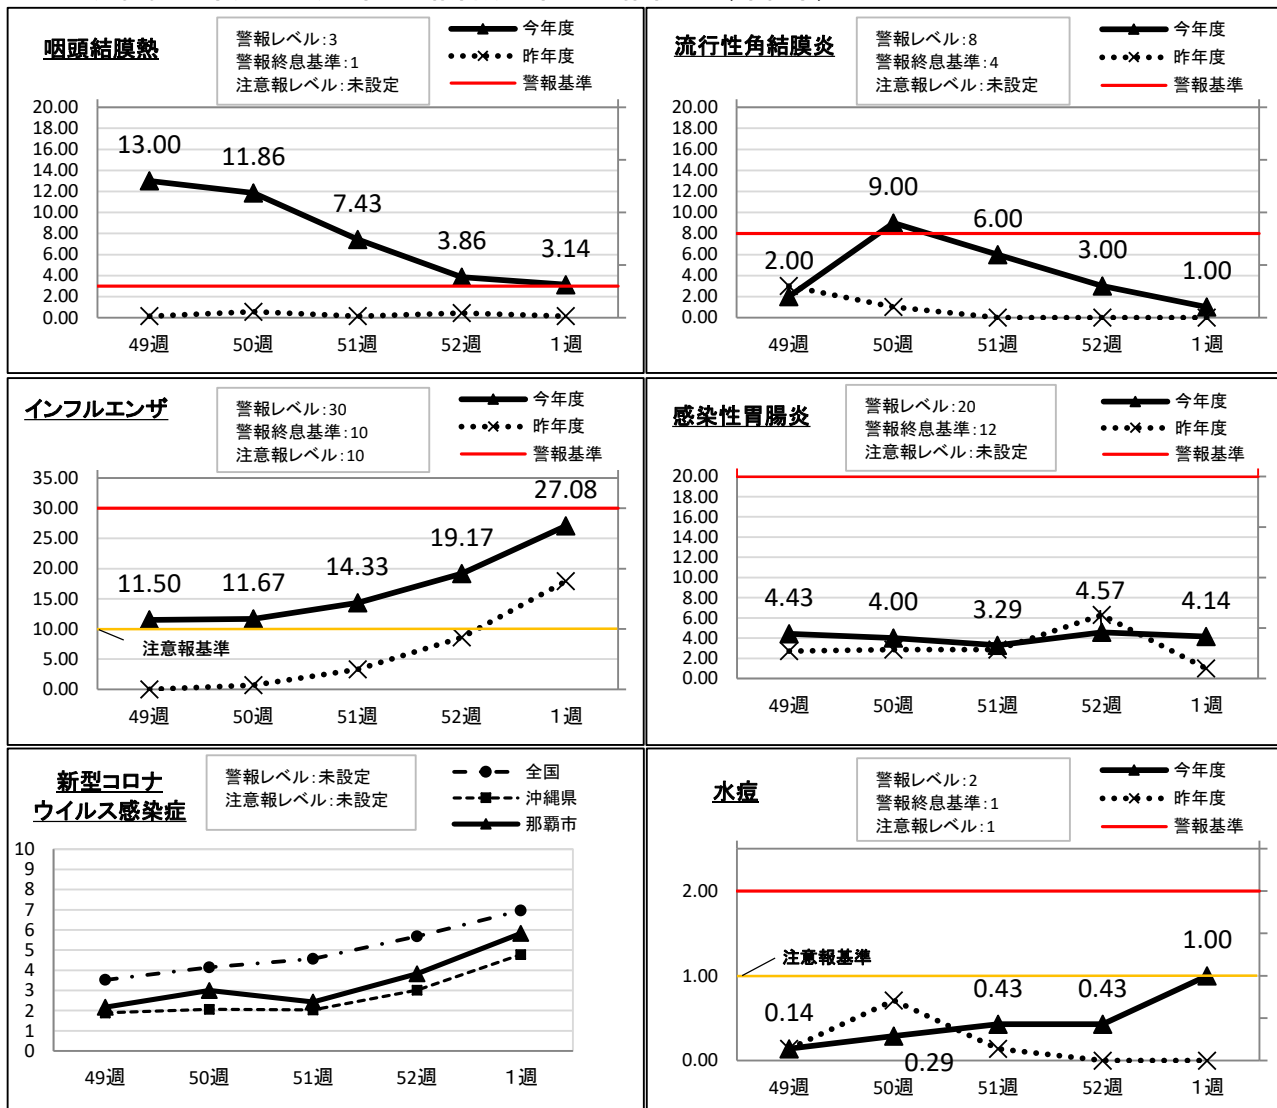 咽頭結膜熱
警報レベル:3
警報終息基準:1
注意報レベル:未設定
今年度
昨年度
警報基準
20.00
18.00
16.00
14.00
12.00
10.00
8.00
6.00
4.00
2.00
0.00
13.00
11.86
7.43
3.86
3.14
49週
50週
51週
52週
1週
流行性角結膜炎
警報レベル:8
警報終息基準:4
注意報レベル:未設定
今年度
昨年度
警報基準
20.00
18.00
16.00
14.00
12.00
10.00
8.00
6.00
4.00
2.00
0.00
2.00
9.00
6.00
3.00
1.00
49週
50週
51週
52週
1週
インフルエンザ
警報レベル:30
警報終息基準:10
注意報レベル:10
今年度
昨年度
警報基準
35.00
30.00
25.00
20.00
15.00
10.00
5.00
0.00
11.50
11.67
14.33
19.17
27.08
注意報基準
49週
50週
51週
52週
1週
感染性胃腸炎
警報レベル:20
警報終息基準:12
注意報レベル:未設定
今年度
昨年度
警報基準
20.00
18.00
16.00
14.00
12.00
10.00
8.00
6.00
4.00
2.00
0.00
4.43
4.00
3.29
4.57
4.14
49週
50週
51週
52週
1週
新型コロナ
ウイルス感染症
警報レベル:未設定
注意報レベル:未設定
全国
沖縄県
那覇市
10
9
8
7
6
5
4
3
2
1
0
49週
50週
51週
52週
1週
水痘
警報レベル:2
警報終息基準:1
注意報レベル:1
今年度
昨年度
警報基準
2.00
1.00
0.00
注意報基準
0.14
0.29
0.43
0.43
1.00
49週
50週
51週
52週
1週